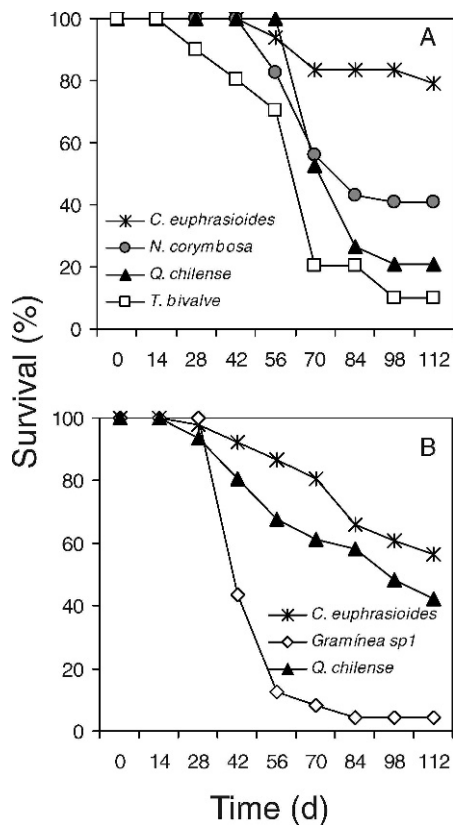 Survival (%)
100
80
60
40
20
0
A
C. euphrasioides
N. corymbosa
Q. chilense
T. bivalve
0 14 28 42 56 70 84 98 112
100
80
60
40
20
0
B
C. euphrasioides
Gramínea sp1
Q. chilense
0 14 28 42 56 70 84 98 112
Time (d)